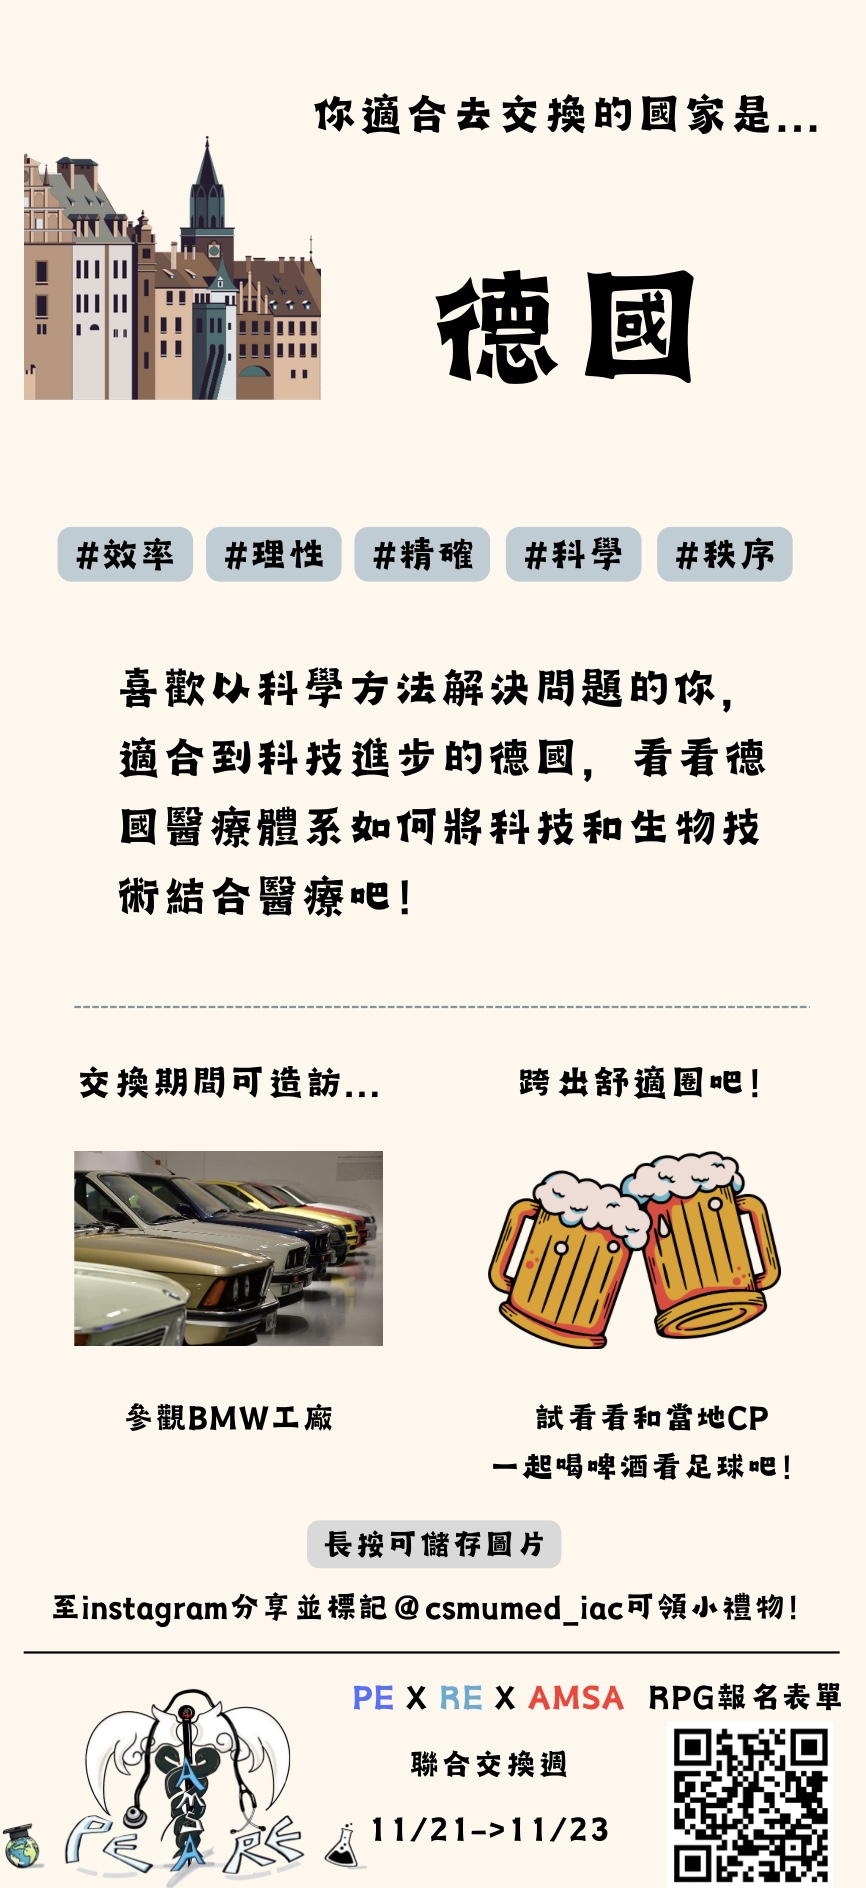 你適合去交換的國家是...
德國
#效率 #理性 #精確 #科學 #秩序
喜歡以科學方法解決問題的你，
適合到科技進步的德國，看看德
國醫療體系如何將科技和生物技
術結合醫療吧！
交換期間可造訪...
跨出舒適圈吧！
參觀BMW工廠
試看看和當地CP
一起喝啤酒看足球吧！
長按可儲存圖片
至instagram分享並標記@csmumed_iac可領小禮物！
PE X RE X AMSA
聯合交換週
11/21->11/23
RPG報名表單
AMSA
PE
RE